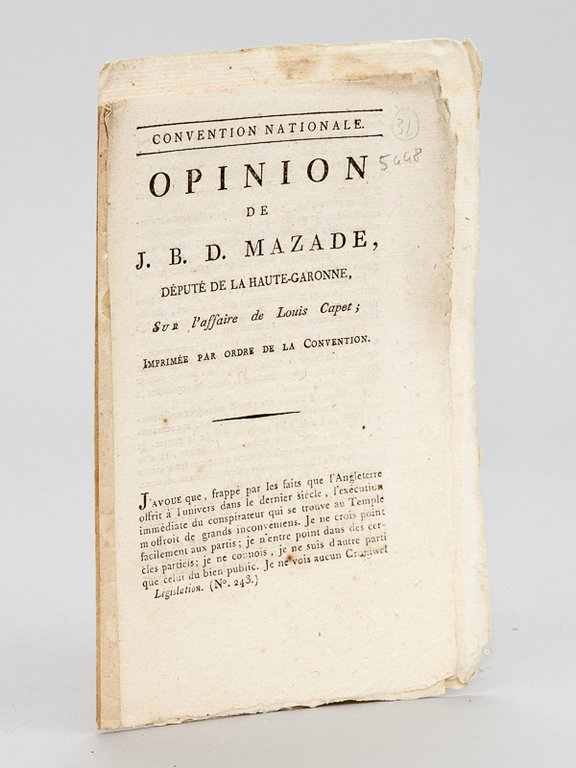 CONVENTION NATIONALE.
(31)
5448
OPINION
DE
J. B. D. MAZADE,
DÉPUTÉ DE LA HAUTE-GARONNE,
SUR l'affaire de Louis Capet;
IMPRIMÉE PAR ORDRE DE LA CONVENTION.
J'AVOUE que, frappé par les faits que l'Angleterre
offrit à l'univers dans le dernier siècle, l'exécution
immédiate du conspirateur qui se trouve au Temple
m'offroit de grands inconvéniens. Je ne crois point
facilement aux partis; je n'entre point dans des cer-
cles partiels; je ne connois, je ne suis d'autre parti
que celui du bien public. Je ne vois aucun Cromwel
Législation. (N°. 243.)